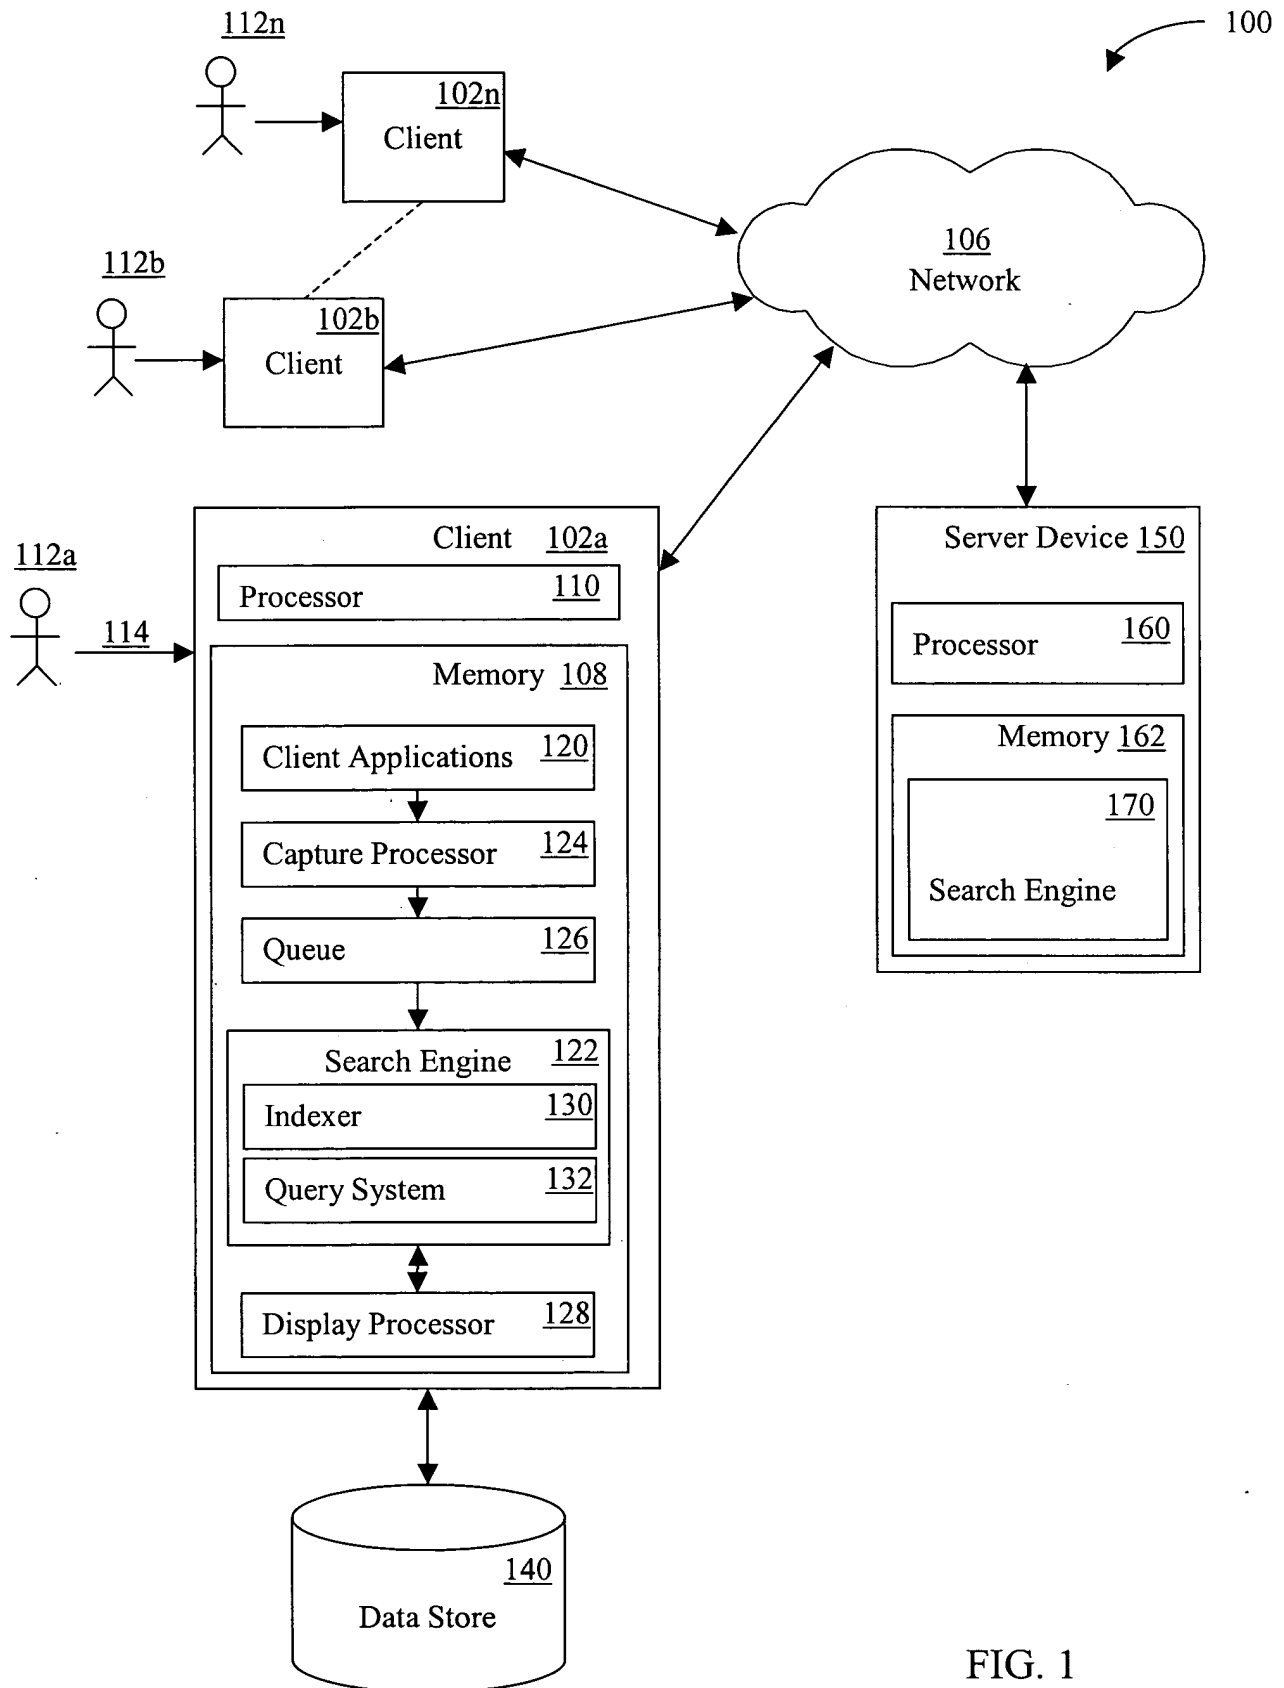 112n
100
102n
Client
106
Network
112b
102b
Client
Client 102a
Server Device 150
112a
Processor 110
114
Processor 160
Memory 108
Memory 162
Client Applications 120
170
Search Engine
Capture Processor 124
Queue 126
Search Engine 122
Indexer 130
Query System 132
Display Processor 128
140
Data Store
FIG. 1